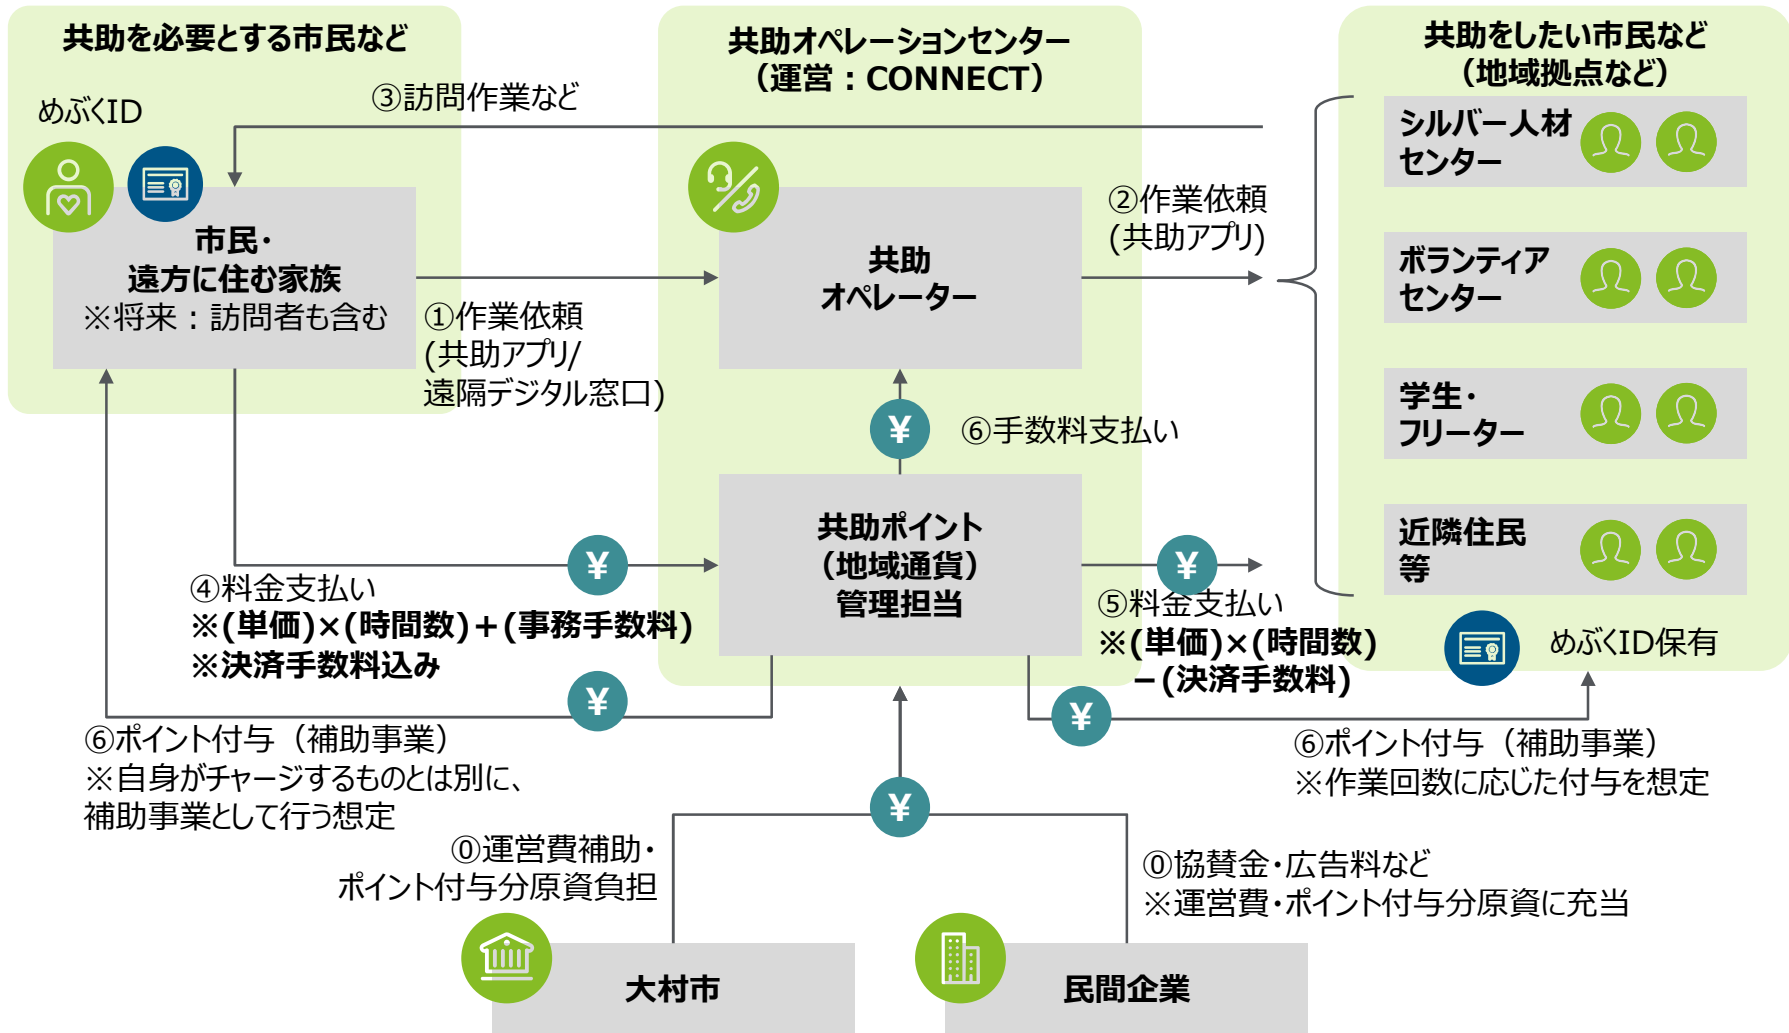 共助を必要とする市民など
めぶくID
市民・
遠方に住む家族
※将来：訪問者も含む
③訪問作業など
①作業依頼
(共助アプリ/
遠隔デジタル窓口)
共助オペレーションセンター
（運営：CONNECT）
共助
オペレーター
②作業依頼
(共助アプリ)
共助をしたい市民など
（地域拠点など）
シルバー人材
センター
ボランティア
センター
学生・
フリーター
近隣住民
等
めぶくID保有
¥
⑥手数料支払い
共助ポイント
（地域通貨）
管理担当
¥
④料金支払い
※(単価)×(時間数)＋(事務手数料)
※決済手数料込み
¥
⑤料金支払い
※(単価)×(時間数)
－(決済手数料)
¥
⑥ポイント付与（補助事業）
※自身がチャージするものとは別に、
補助事業として行う想定
¥
⑥ポイント付与（補助事業）
※作業回数に応じた付与を想定
¥
⓪運営費補助・
ポイント付与分原資負担
⓪協賛金・広告料など
※運営費・ポイント付与分原資に充当
大村市
民間企業